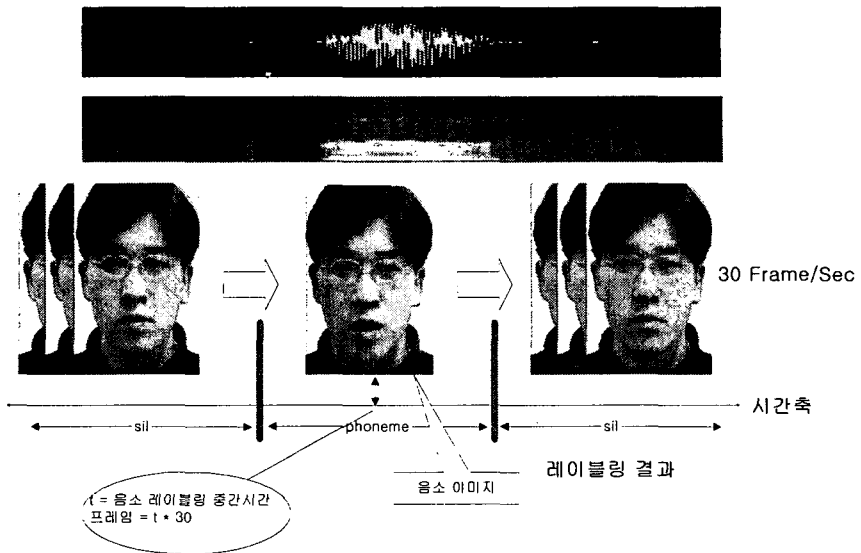 30 Frame/Sec
시간축
sil
phoneme
sil
레이블링 결과
음소 이미지
t = 음소 레이블링 중간시간
프레임 = t * 30